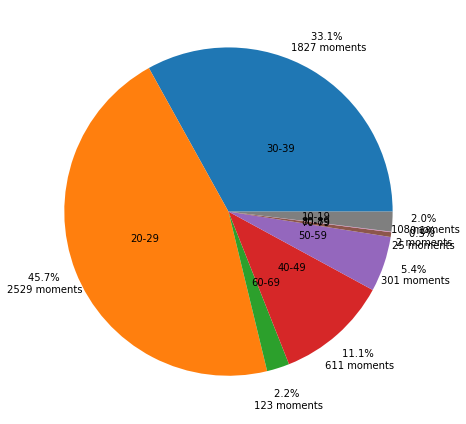 33.1%
1827 moments
30-39
20-29
45.7%
2529 moments
60-69
2.2%
123 moments
40-49
11.1%
611 moments
50-59
5.4%
301 moments
25 moments
2 moments
10-19
2.0%
108 moments